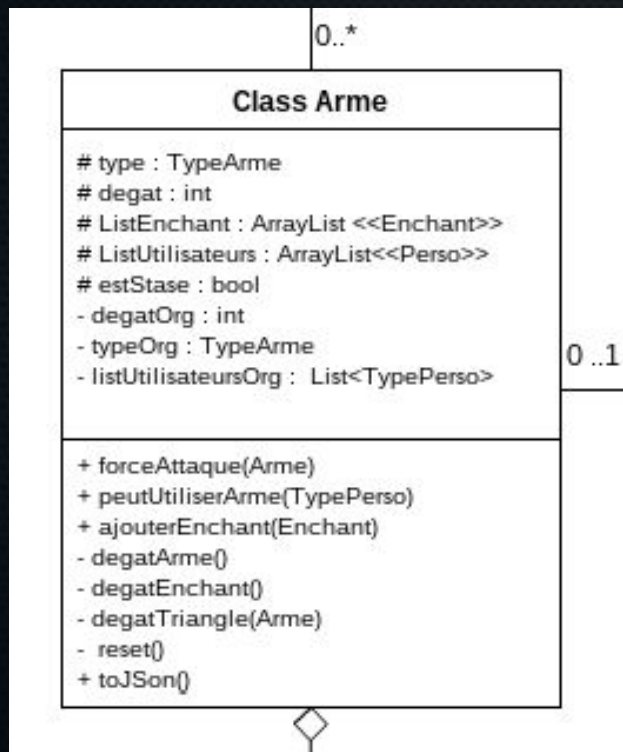 0..*
Class Arme
# type : TypeArme
# degat : int
# ListEnchant : ArrayList <<Enchant>>
# ListUtilisateurs : ArrayList<<Perso>>
# estStase : bool
- degatOrg : int
- typeOrg : TypeArme
- listUtilisateursOrg :  List<TypePerso>
0 ..1
+ forceAttaque(Arme)
+ peutUtiliserArme(TypePerso)
+ ajouterEnchant(Enchant)
- degatArme()
- degatEnchant()
- degatTriangle(Arme)
-  reset()
+ toJSon()